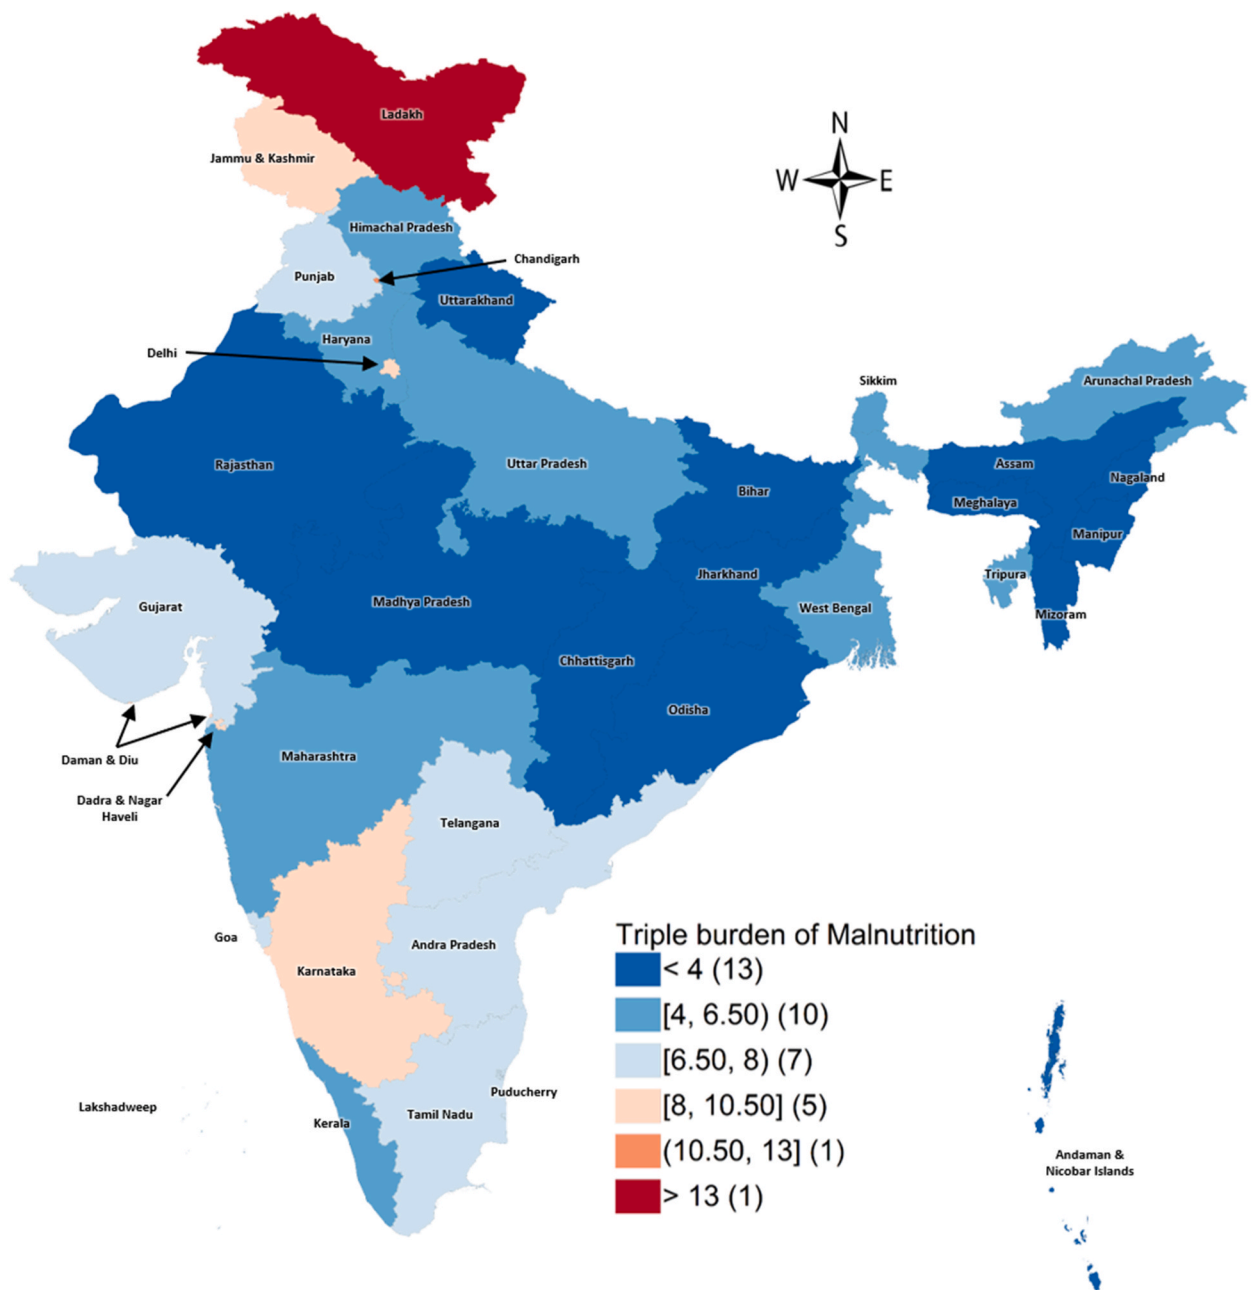 Ladakh
N
Jammu & Kashmir
W
E
S
Himachal Pradesh
Chandigarh
Punjab
Uttarakhand
Haryana
Delhi
Sikkim
Arunachal Pradesh
Rajasthan
Uttar Pradesh
Assam
Nagaland
Bihar
Meghalaya
Manipur
Jharkhand
Tripura
Madhya Pradesh
Gujarat
West Bengal
Mizoram
Chhattisgarh
Odisha
Daman & Diu
Maharashtra
Dadra & Nagar
Haveli
Telangana
Goa
Andra Pradesh
Karnataka
Triple burden of Malnutrition
< 4 (13)
[4, 6.50) (10)
[6.50, 8) (7)
[8, 10.50] (5)
(10.50, 13] (1)
> 13 (1)
Puducherry
Lakshadweep
Tamil Nadu
Kerala
Andaman &
Nicobar Islands